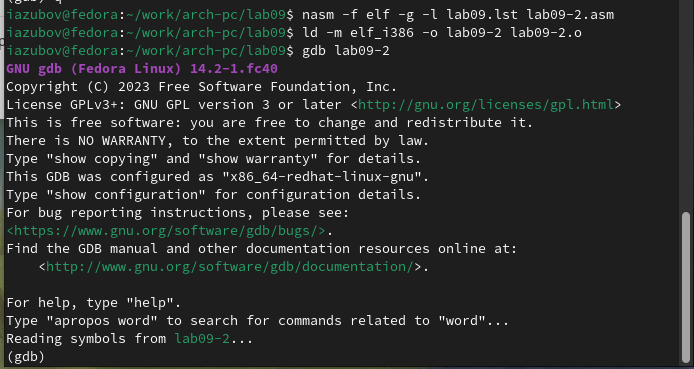 (gdb) q
iazubov@fedora:~/work/arch-pc/lab09$ nasm -f elf -g -l lab09.lst lab09-2.asm
iazubov@fedora:~/work/arch-pc/lab09$ ld -m elf_i386 -o lab09-2 lab09-2.o
iazubov@fedora:~/work/arch-pc/lab09$ gdb lab09-2
GNU gdb (Fedora Linux) 14.2-1.fc40
Copyright (C) 2023 Free Software Foundation, Inc.
License GPLv3+: GNU GPL version 3 or later <http://gnu.org/licenses/gpl.html>
This is free software: you are free to change and redistribute it.
There is NO WARRANTY, to the extent permitted by law.
Type "show copying" and "show warranty" for details.
This GDB was configured as "x86_64-redhat-linux-gnu".
Type "show configuration" for configuration details.
For bug reporting instructions, please see:
<https://www.gnu.org/software/gdb/bugs/>.
Find the GDB manual and other documentation resources online at:
    <http://www.gnu.org/software/gdb/documentation/>.

For help, type "help".
Type "apropos word" to search for commands related to "word"...
Reading symbols from lab09-2...
(gdb)